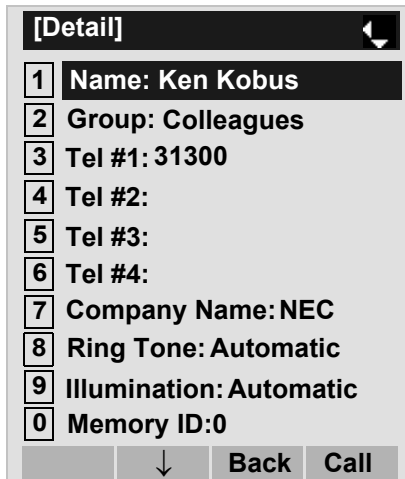 [Detail]
1 Name: Ken Kobus
2 Group: Colleagues
3 Tel #1: 31300
4 Tel #2:
5 Tel #3:
6 Tel #4:
7 Company Name: NEC
8 Ring Tone: Automatic
9 Illumination: Automatic
0 Memory ID:0
↓ Back Call